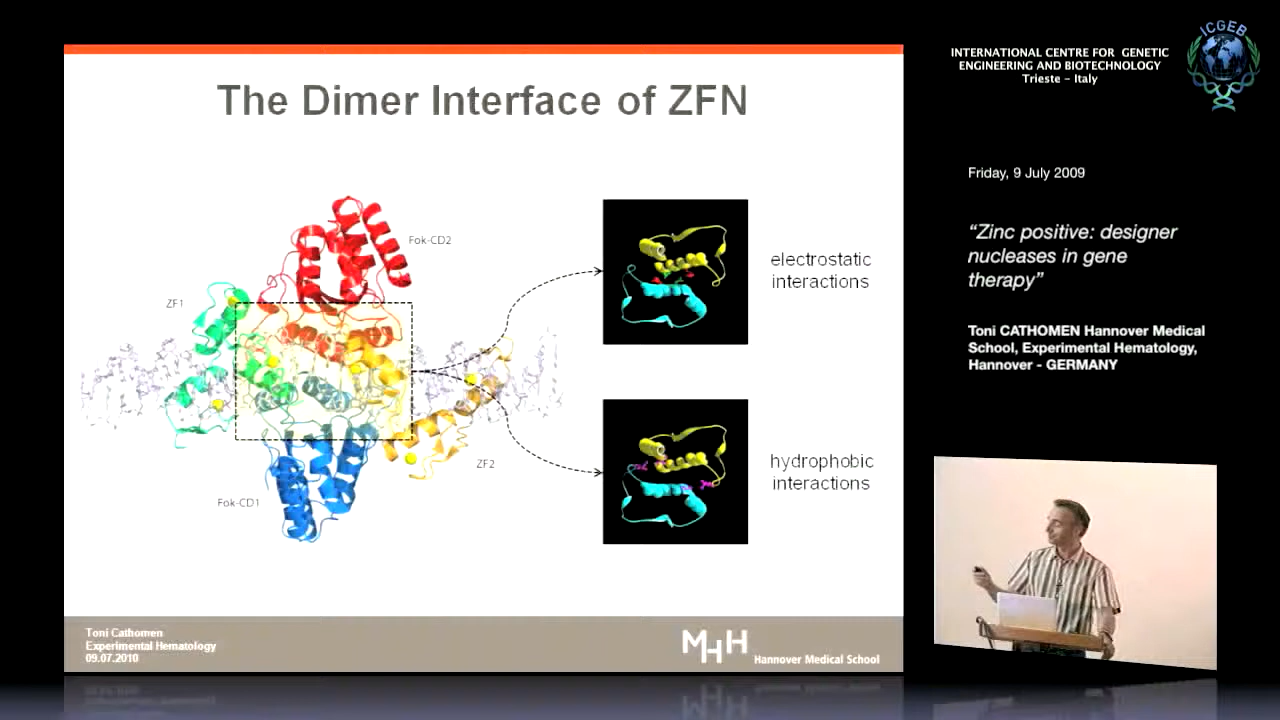 The Dimer Interface of ZFN
Fok-CD2
ZF1
electrostatic
interactions
ZF2
hydrophobic
interactions
Fok-CD1
Toni Cathomen
Experimental Hematology
09.07.2010
MHH
Hannover Medical School
INTERNATIONAL CENTRE FOR GENETIC
ENGINEERING AND BIOTECHNOLOGY
Trieste - Italy
ICGEB
Friday, 9 July 2009
“Zinc positive: designer
nucleases in gene
therapy”
Toni CATHOMEN Hannover Medical
School, Experimental Hematology,
Hannover - GERMANY